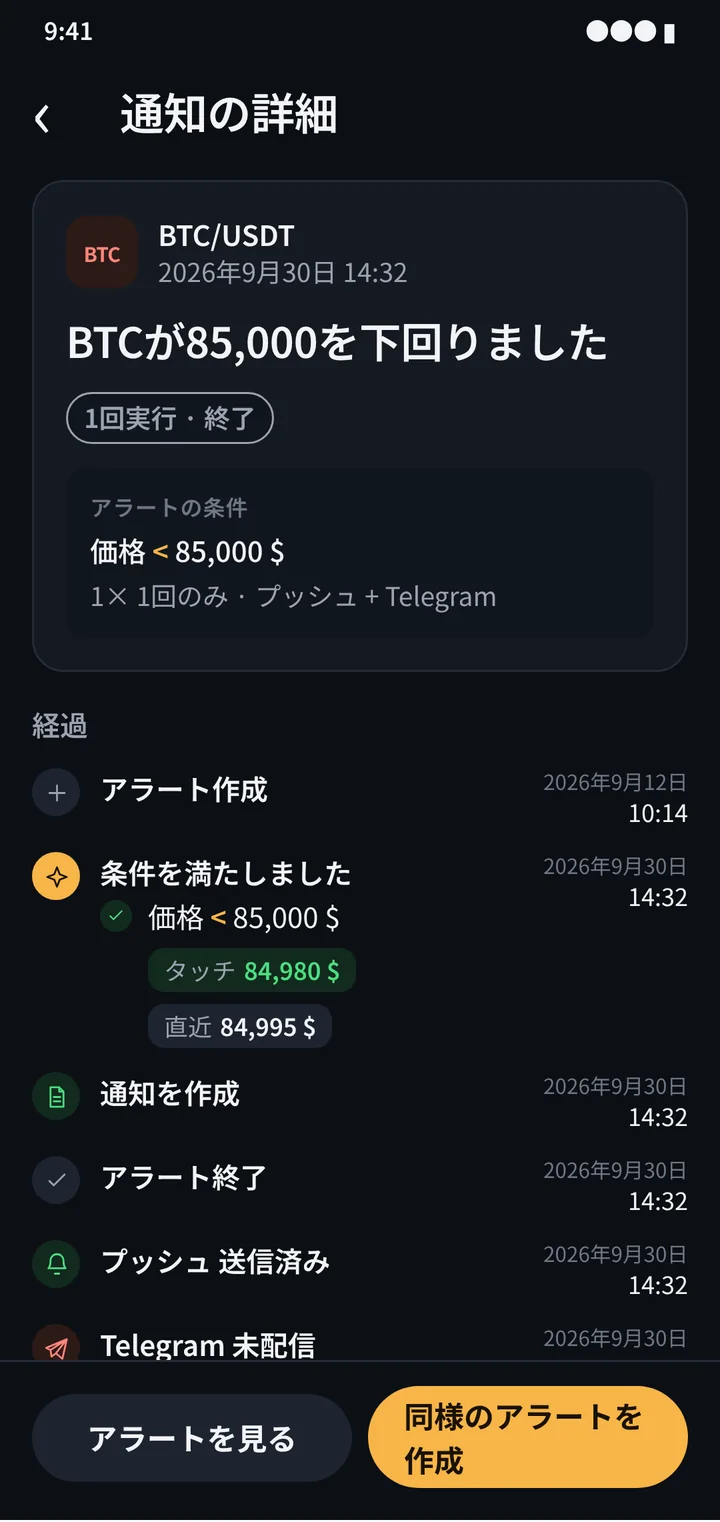 9:41
通知の詳細
BTC
BTC/USDT
2026年9月30日 14:32
BTCが85,000を下回りました
1回実行・終了
アラートの条件
価格 < 85,000 $
1× 1回のみ · プッシュ + Telegram
経過
アラート作成
2026年9月12日
10:14
条件を満たしました
2026年9月30日
14:32
価格 < 85,000 $
タッチ 84,980 $
直近 84,995 $
通知を作成
2026年9月30日
14:32
アラート終了
2026年9月30日
14:32
プッシュ 送信済み
2026年9月30日
14:32
Telegram 未配信
2026年9月30日
アラートを見る
同様のアラートを
作成